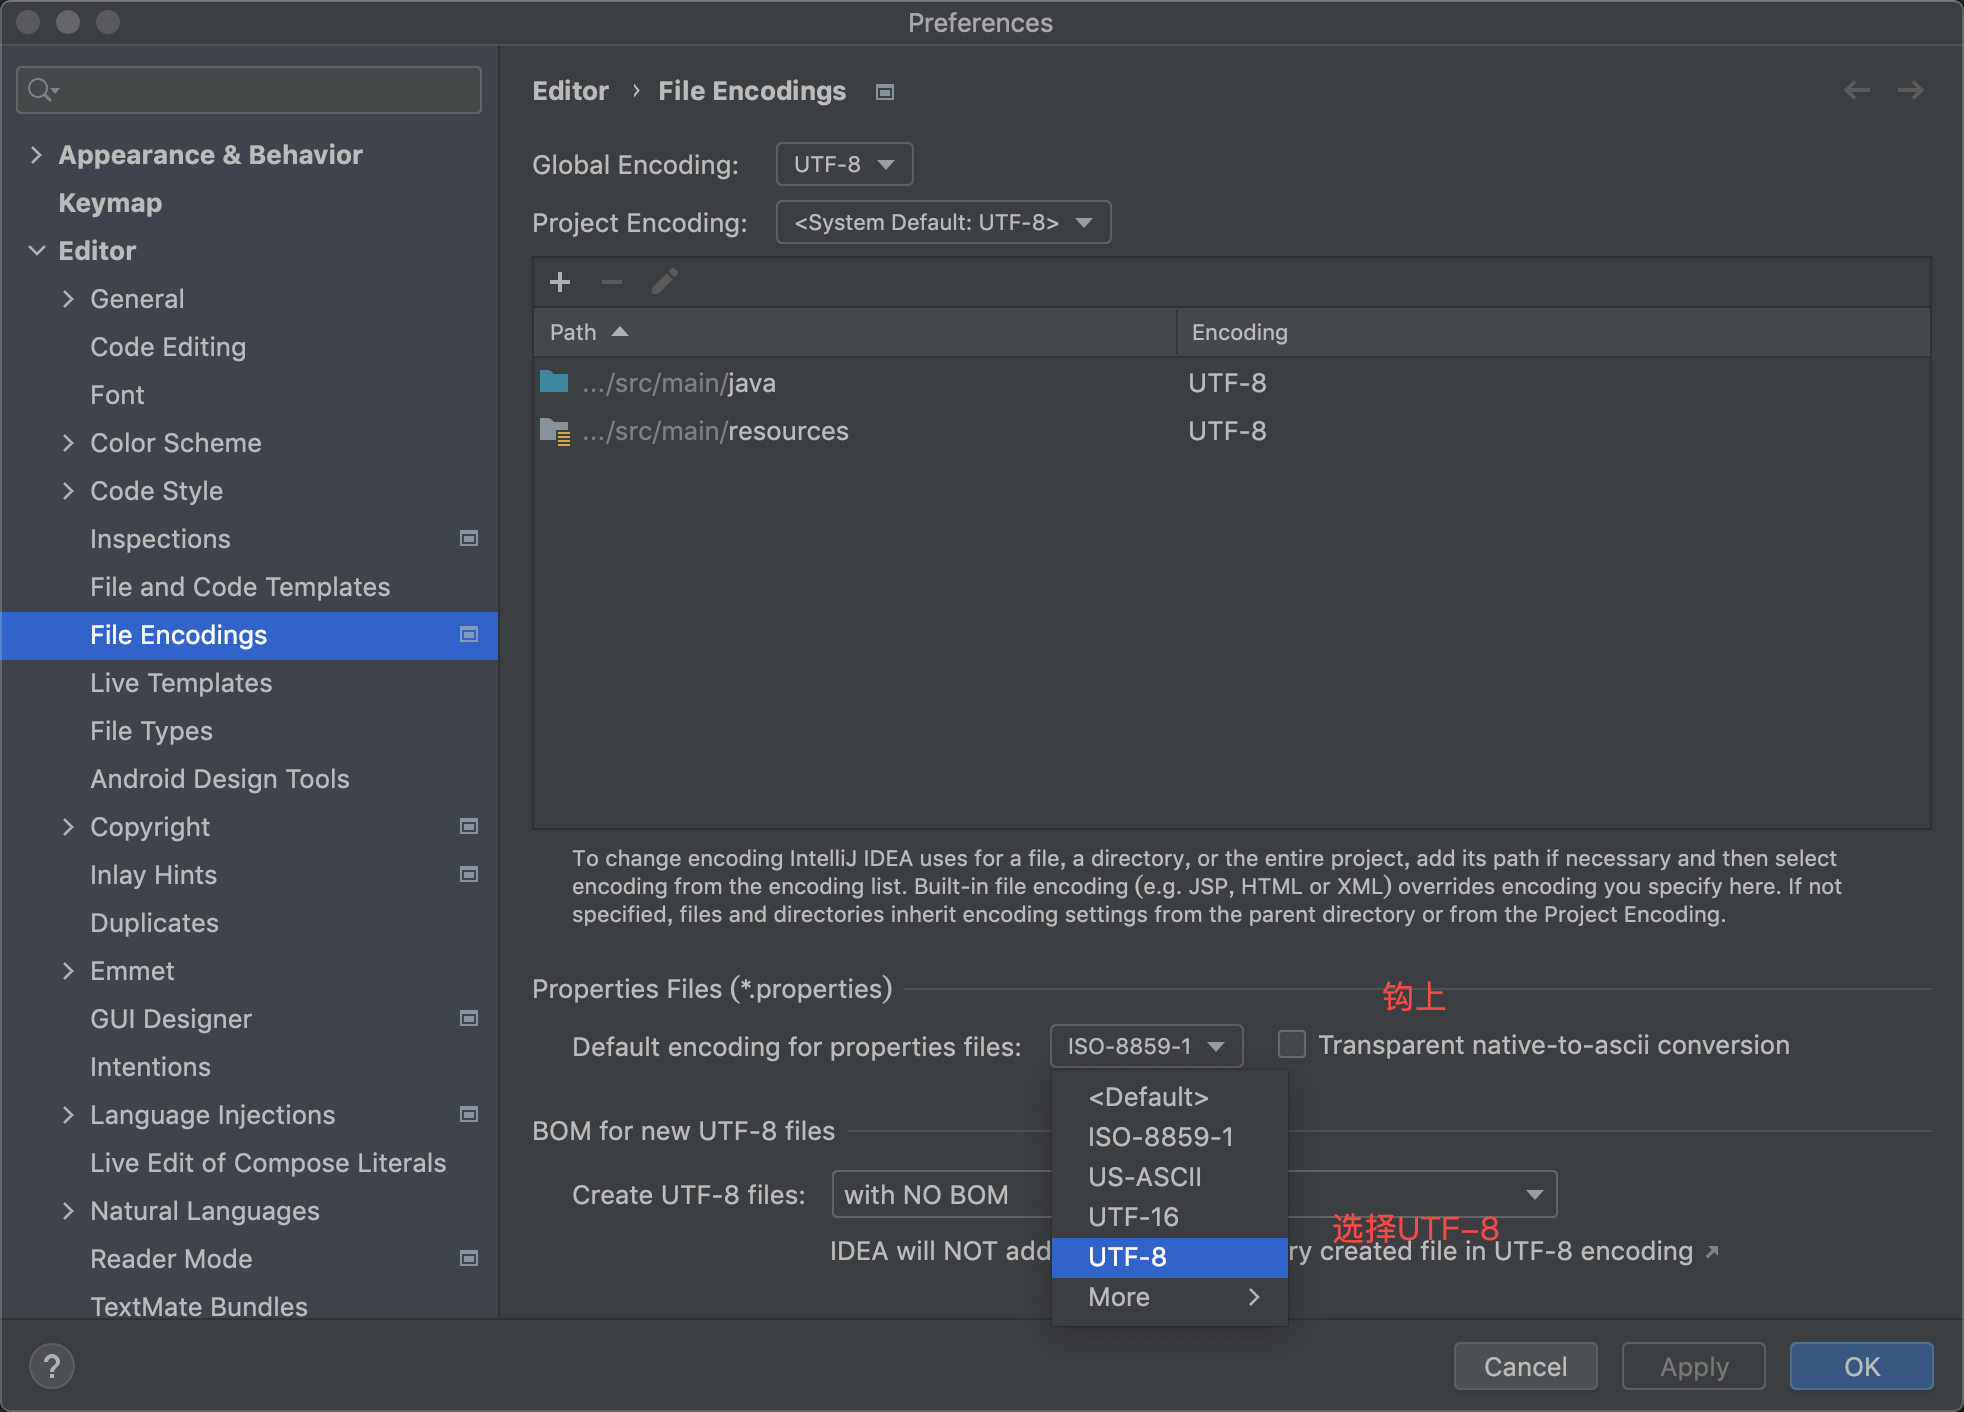 Preferences
Appearance & Behavior
Keymap
Editor
General
Code Editing
Font
Color Scheme
Code Style
Inspections
File and Code Templates
File Encodings
Live Templates
File Types
Android Design Tools
Copyright
Inlay Hints
Duplicates
Emmet
GUI Designer
Intentions
Language Injections
Live Edit of Compose Literals
Natural Languages
Reader Mode
TextMate Bundles
Editor › File Encodings
Global Encoding: UTF-8
Project Encoding: <System Default: UTF-8>
Path Encoding
.../src/main/java UTF-8
.../src/main/resources UTF-8
To change encoding IntelliJ IDEA uses for a file, a directory, or the entire project, add its path if necessary and then select
encoding from the encoding list. Built-in file encoding (e.g. JSP, HTML or XML) overrides encoding you specify here. If not
specified, files and directories inherit encoding settings from the parent directory or from the Project Encoding.
Properties Files (*.properties)
钩上
Default encoding for properties files: ISO-8859-1 Transparent native-to-ascii conversion
<Default>
ISO-8859-1
US-ASCII
UTF-16
UTF-8
More
BOM for new UTF-8 files
Create UTF-8 files: with NO BOM
选择UTF-8
IDEA will NOT add ry created file in UTF-8 encoding
?
Cancel Apply OK